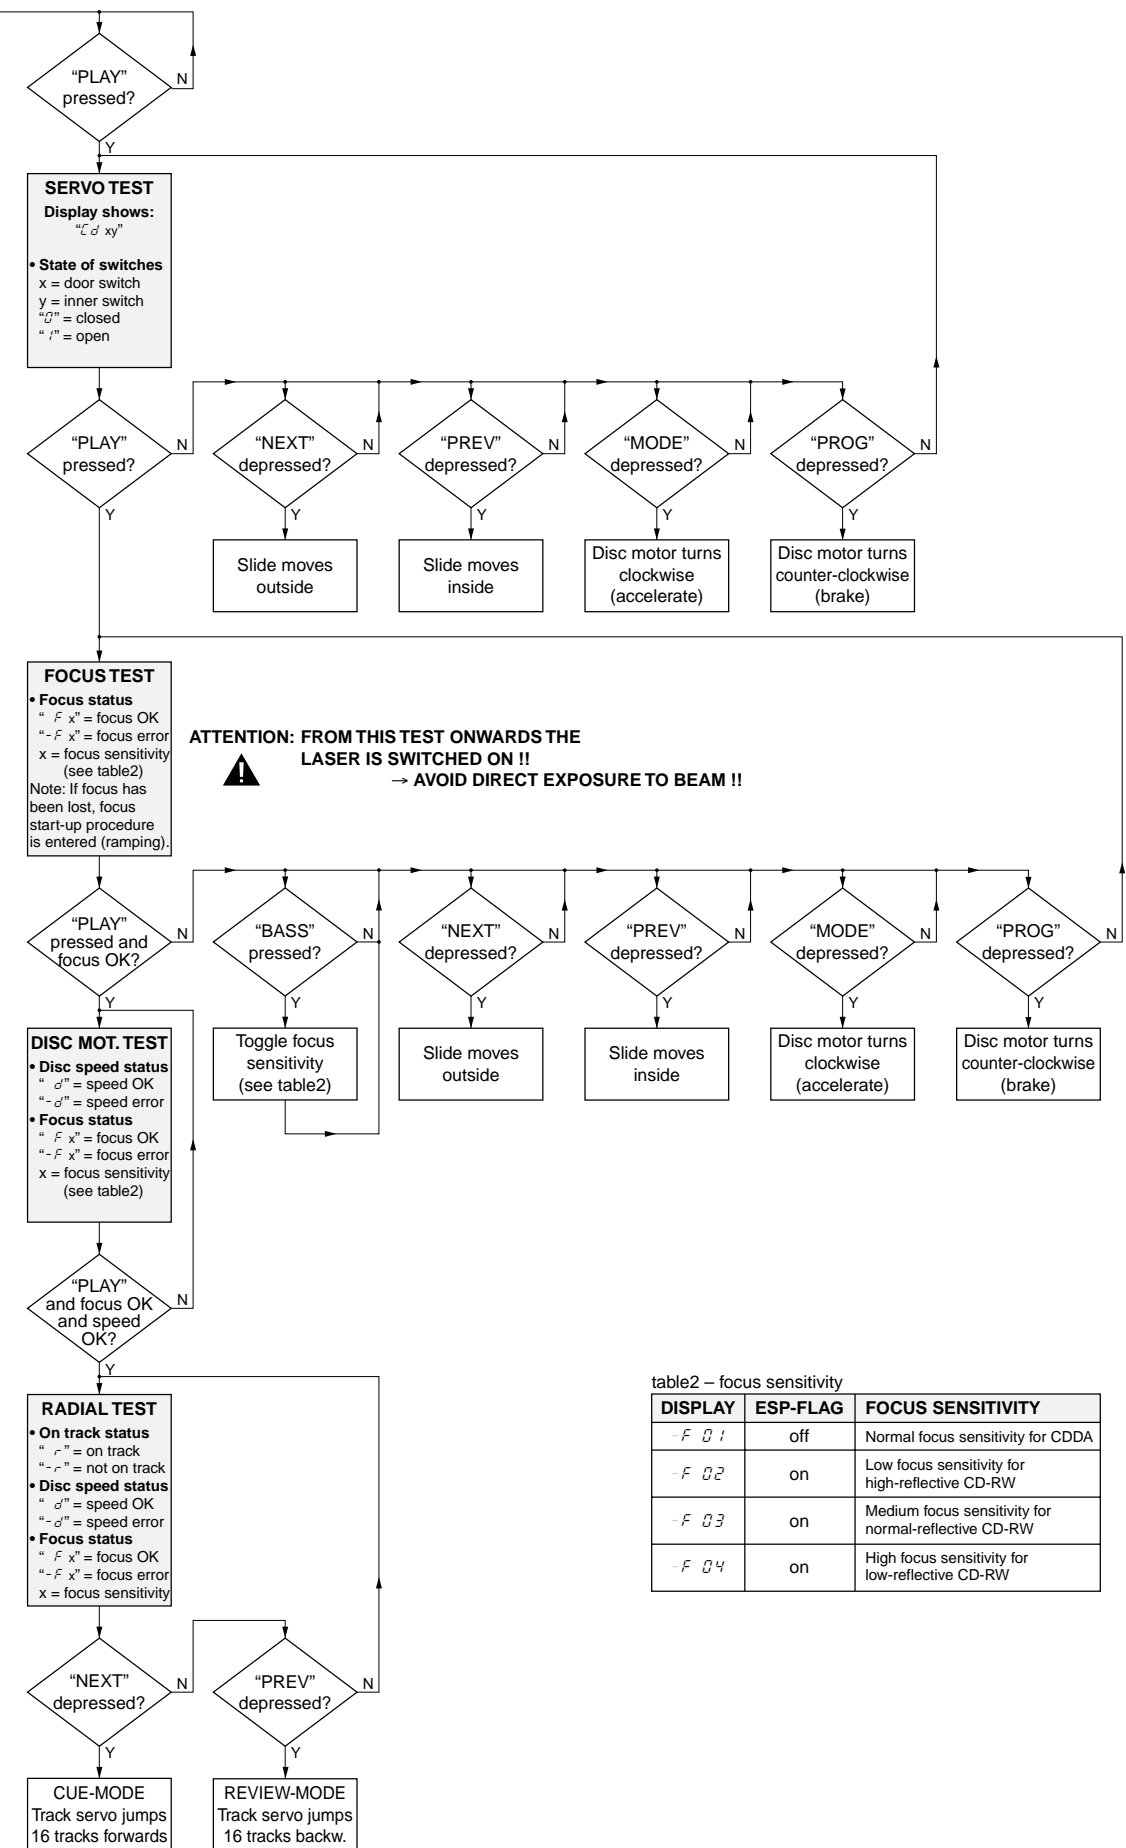 “PLAY”
pressed?
N
Y
SERVO TEST
Display shows:
“Cd xy”
• State of switches
x = door switch
y = inner switch
“0” = closed
“1” = open
“PLAY”
pressed?
N
Y
“NEXT”
depressed?
N
Y
“PREV”
depressed?
N
Y
“MODE”
depressed?
N
Y
“PROG”
depressed?
N
Y
Slide moves
outside
Slide moves
inside
Disc motor turns
clockwise
(accelerate)
Disc motor turns
counter-clockwise
(brake)
FOCUS TEST
• Focus status
“ F x” = focus OK
“-F x” = focus error
x = focus sensitivity
(see table2)
Note: If focus has
been lost, focus
start-up procedure
is entered (ramping).
ATTENTION: FROM THIS TEST ONWARDS THE
LASER IS SWITCHED ON !!
→ AVOID DIRECT EXPOSURE TO BEAM !!
“PLAY”
pressed and
focus OK?
N
Y
“BASS”
pressed?
N
Y
“NEXT”
depressed?
N
Y
“PREV”
depressed?
N
Y
“MODE”
depressed?
N
Y
“PROG”
depressed?
N
Y
Toggle focus
sensitivity
(see table2)
Slide moves
outside
Slide moves
inside
Disc motor turns
clockwise
(accelerate)
Disc motor turns
counter-clockwise
(brake)
DISC MOT. TEST
• Disc speed status
“ d” = speed OK
“-d” = speed error
• Focus status
“ F x” = focus OK
“-F x” = focus error
x = focus sensitivity
(see table2)
“PLAY”
and focus OK
and speed
OK?
N
Y
RADIAL TEST
• On track status
“ r” = on track
“-r” = not on track
• Disc speed status
“ d” = speed OK
“-d” = speed error
• Focus status
“ F x” = focus OK
“-F x” = focus error
x = focus sensitivity
“NEXT”
depressed?
N
Y
“PREV”
depressed?
N
Y
CUE-MODE
Track servo jumps
16 tracks forwards
REVIEW-MODE
Track servo jumps
16 tracks backw.
table2 – focus sensitivity
DISPLAY ESP-FLAG FOCUS SENSITIVITY
-F 01 off Normal focus sensitivity for CDDA
-F 02 on Low focus sensitivity for
high-reflective CD-RW
-F 03 on Medium focus sensitivity for
normal-reflective CD-RW
-F 04 on High focus sensitivity for
low-reflective CD-RW